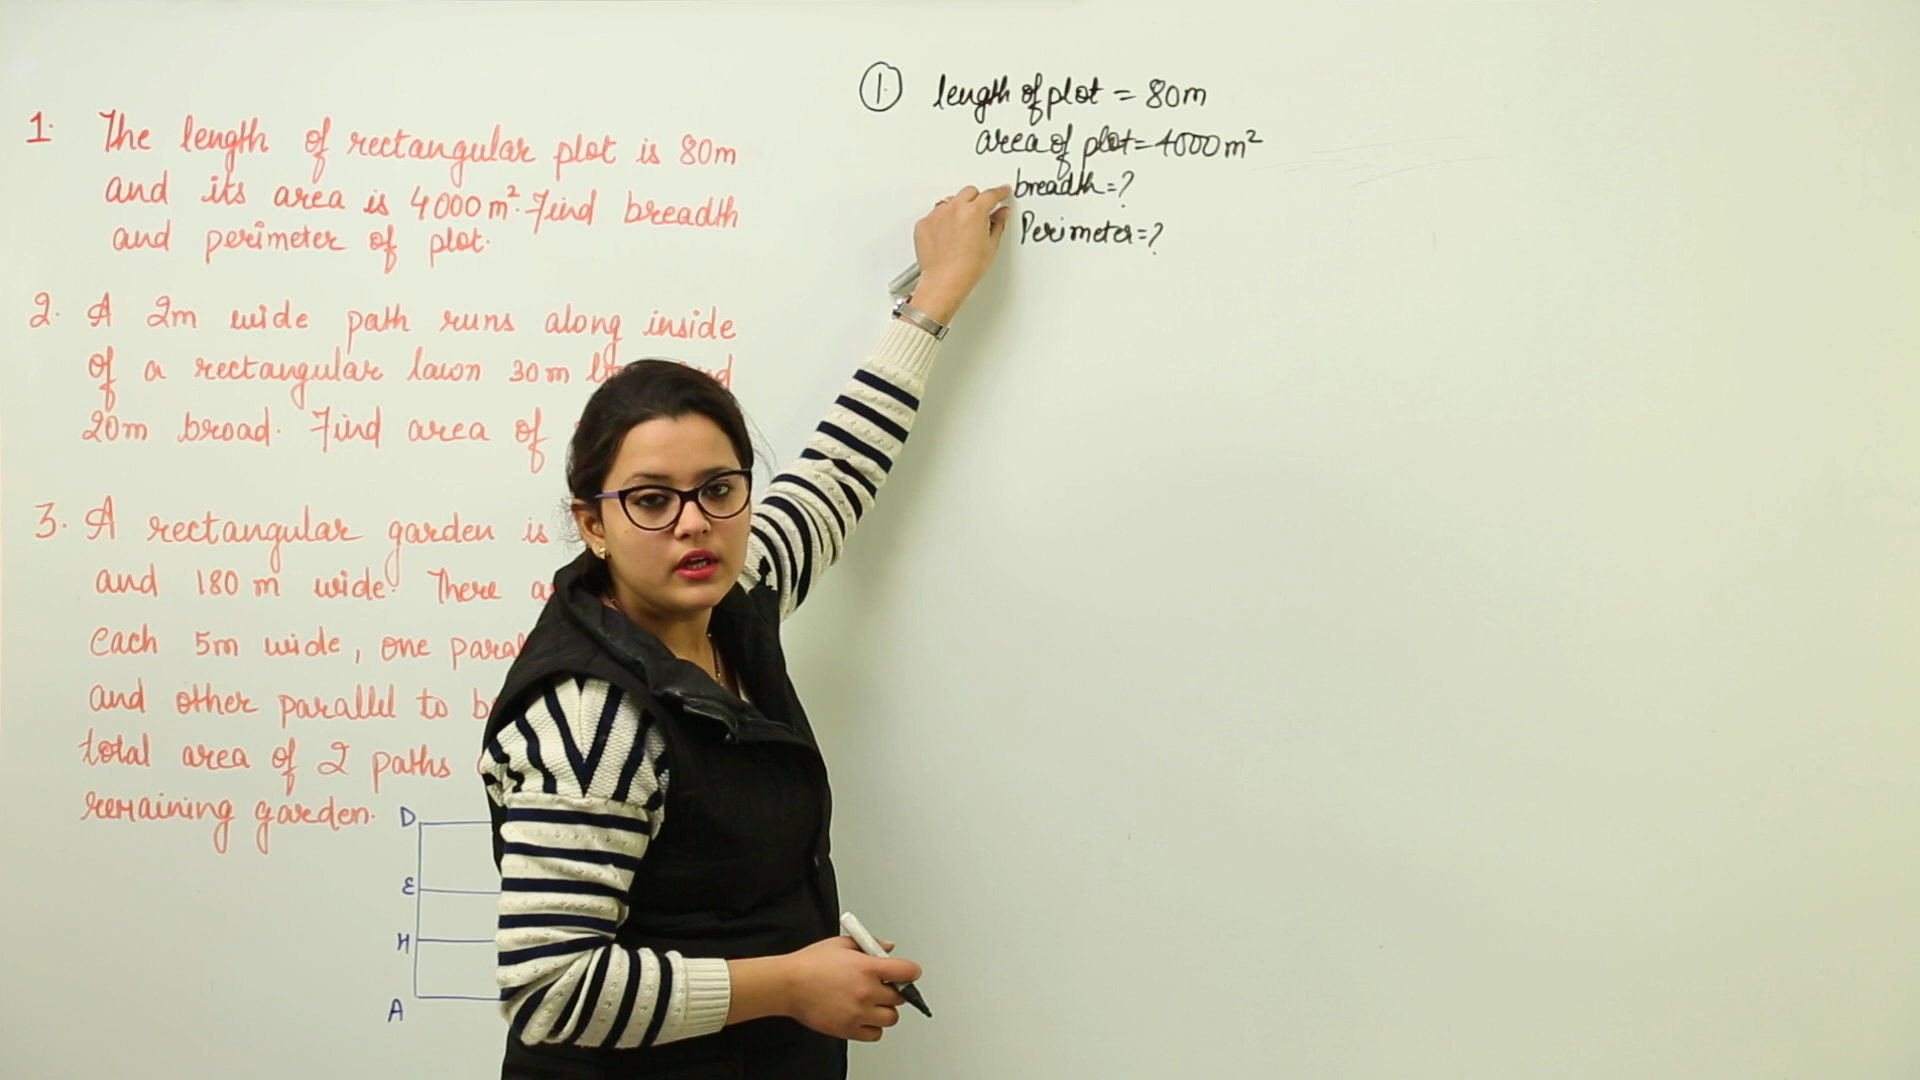 1. The length of rectangular plot is 80m
and its area is 4000 m². Find breadth
and perimeter of plot.
2. A 2m wide path runs along inside
of a rectangular lawn 30m
20m broad. Find area of
3. A rectangular garden is
and 180 m wide. There
each 5m wide, one
and other parallel to
total area of 2 paths
remaining garden.
D
E
H
A
① length of plot = 80m
area of plot = 4000 m²
breadth = ?
Perimeter = ?